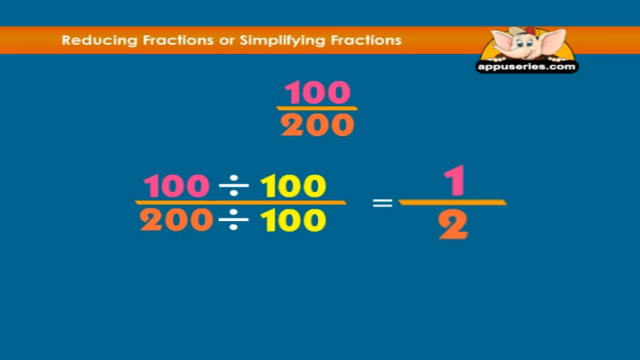 Reducing Fractions or Simplifying Fractions
appuseries.com
100
200
100 ÷ 100 = 1
200 ÷ 100 2